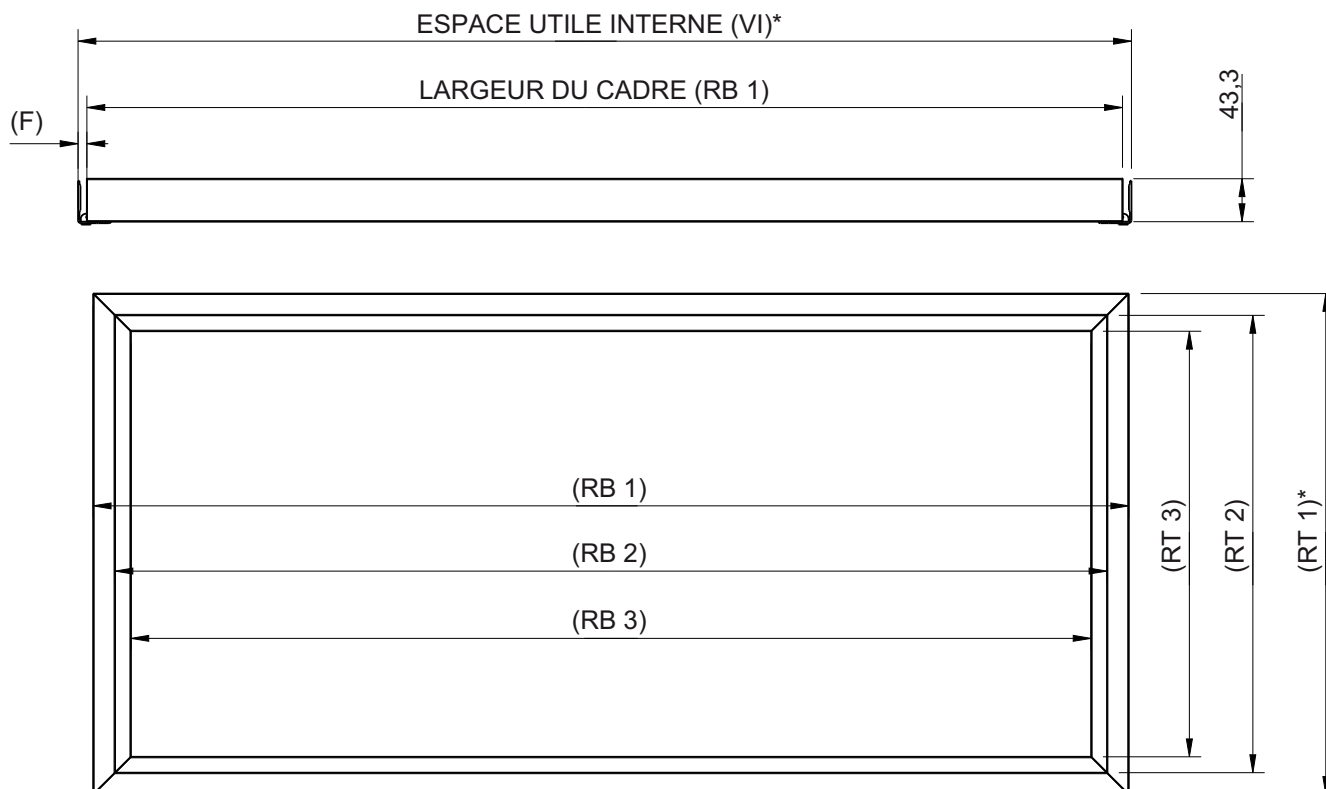 ESPACE UTILE INTERNE (VI)*
LARGEUR DU CADRE (RB 1)
(F)
43,3
(RB 1)
(RB 2)
(RB 3)
(RT 3)
(RT 2)
(RT 1)*